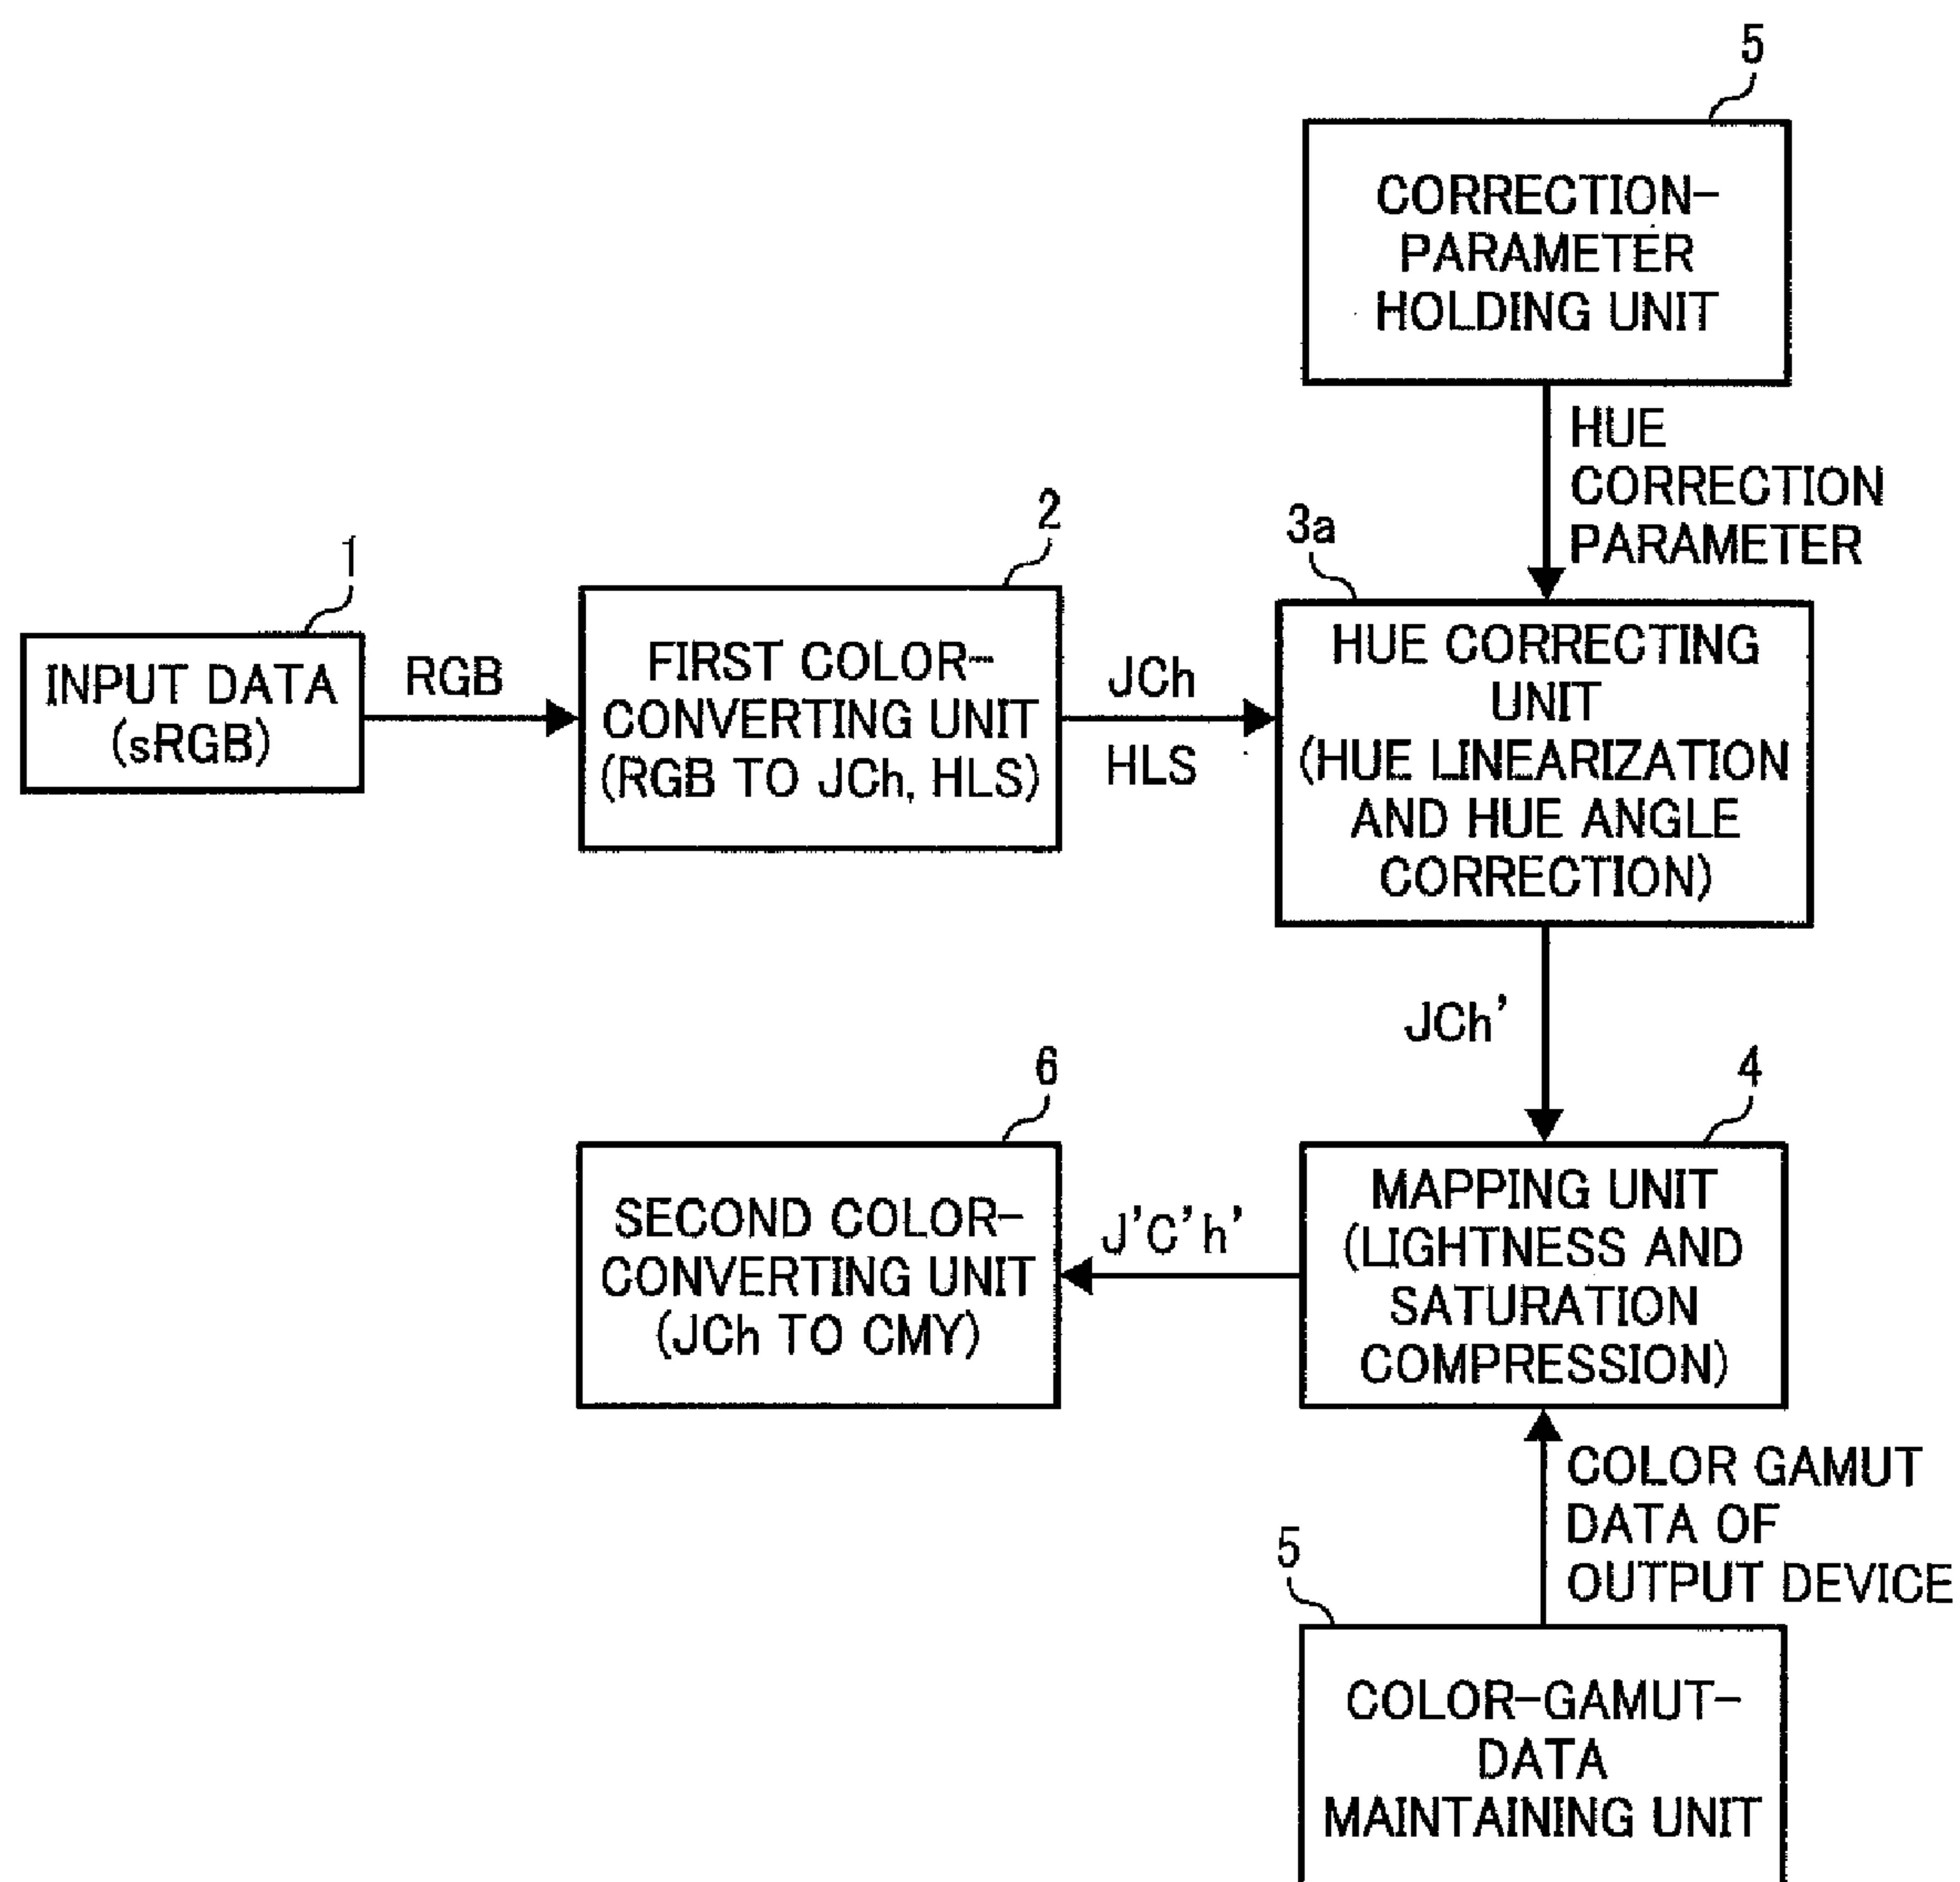 5
CORRECTION-
PARAMETER
HOLDING UNIT
HUE
CORRECTION
PARAMETER
1
INPUT DATA
(sRGB)
RGB
2
FIRST COLOR-
CONVERTING UNIT
(RGB TO JCh, HLS)
JCh
HLS
3a
HUE CORRECTING
UNIT
(HUE LINEARIZATION
AND HUE ANGLE
CORRECTION)
JCh'
4
MAPPING UNIT
(LIGHTNESS AND
SATURATION
COMPRESSION)
J'C'h'
6
SECOND COLOR-
CONVERTING UNIT
(JCh TO CMY)
COLOR GAMUT
DATA OF
OUTPUT DEVICE
5
COLOR-GAMUT-
DATA
MAINTAINING UNIT